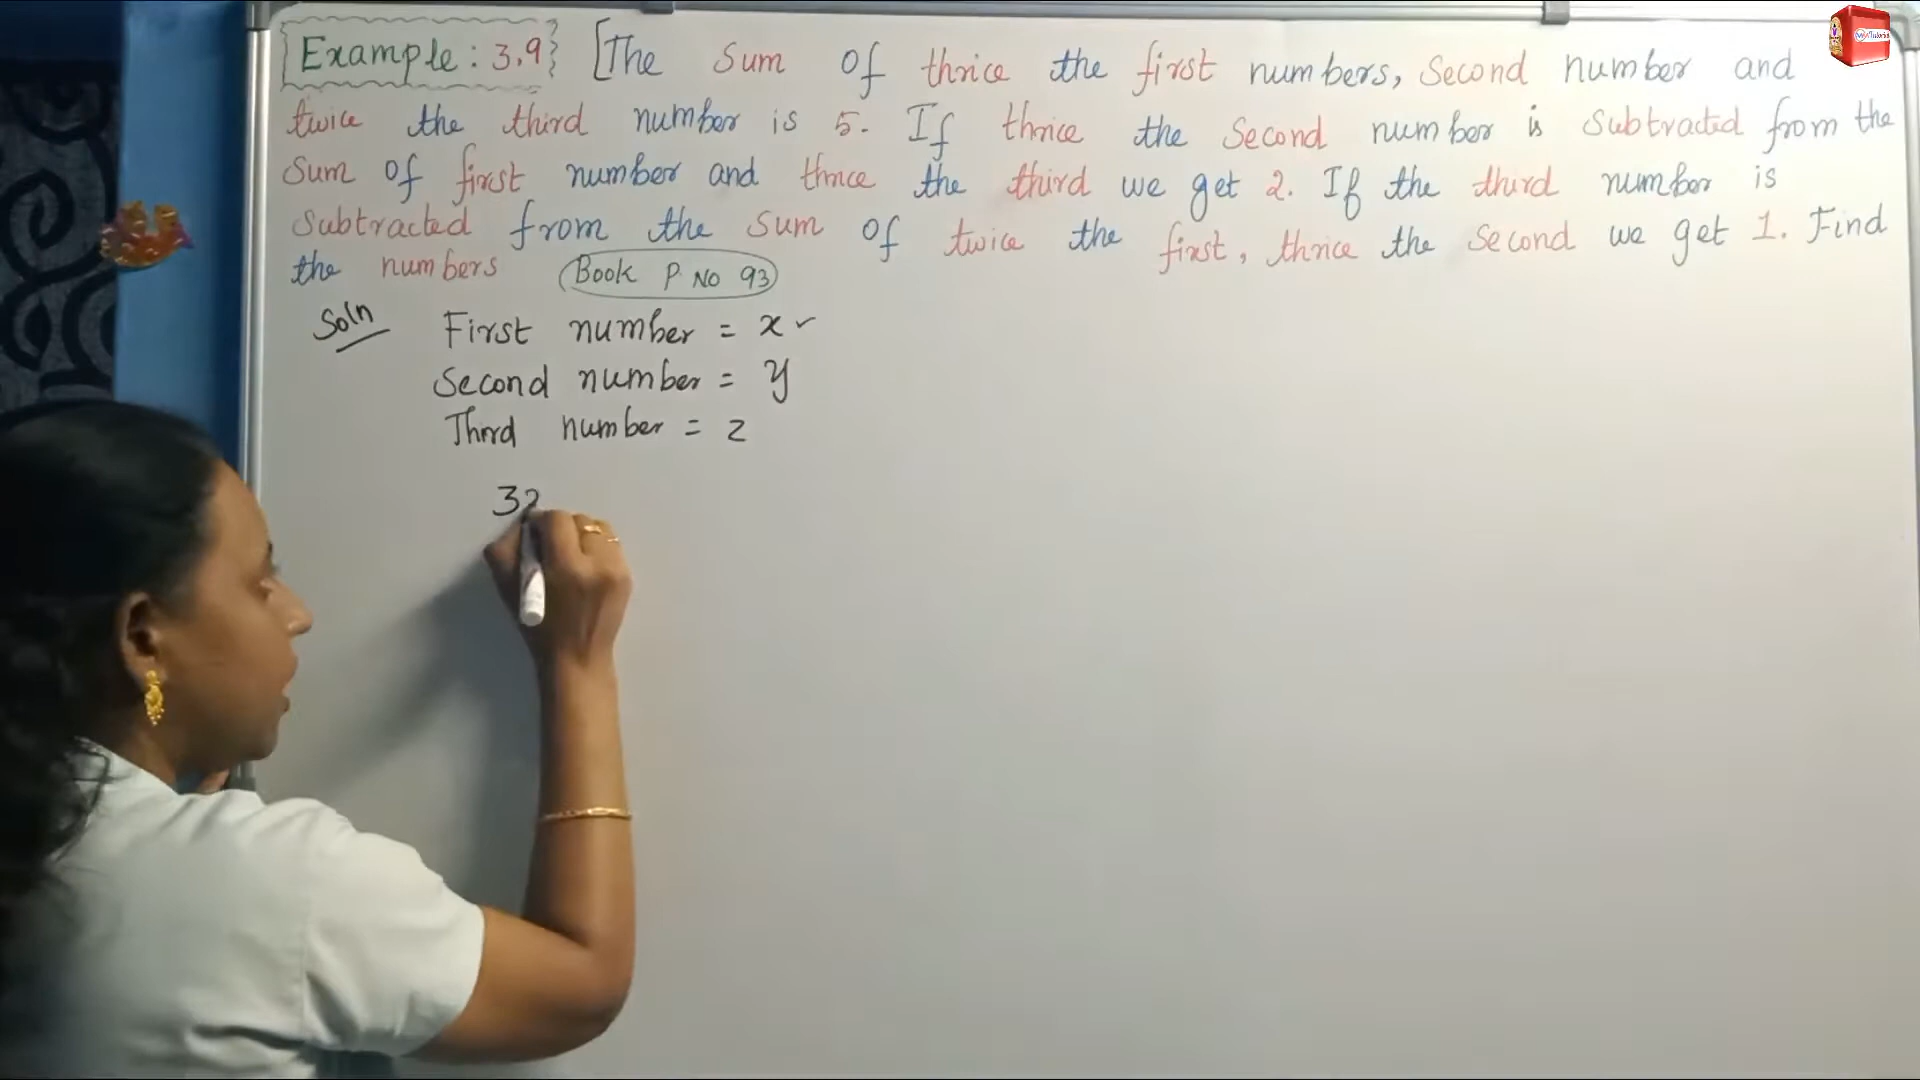 Example: 3.9 [The Sum of thrice the first numbers, Second number and
twice the third number is 5. If thrice the Second number is Subtracted from the
Sum of first number and thrice the third we get 2. If the third number is
Subtracted from the Sum of twice the first, thrice the Second we get 1. Find
the numbers Book P No 93
Soln First number = x
Second number = y
Third number = z
3